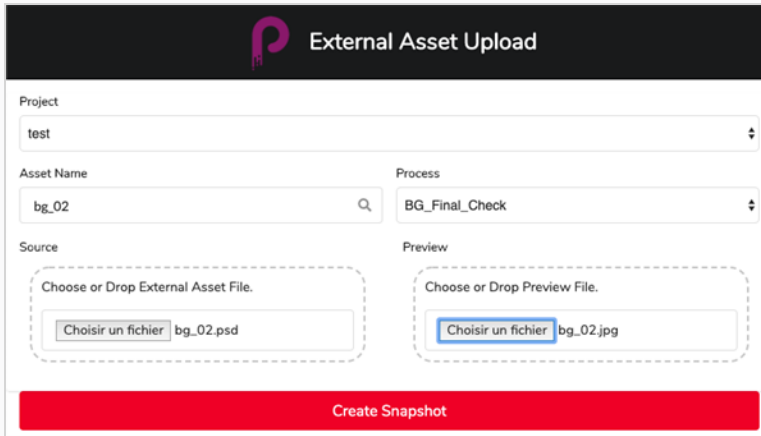 External Asset Upload
Project
test
Asset Name
Process
bg_02
BG_Final_Check
Source
Preview
Choose or Drop External Asset File.
Choose or Drop Preview File.
Choisir un fichier bg_02.psd
Choisir un fichier bg_02.jpg
Create Snapshot